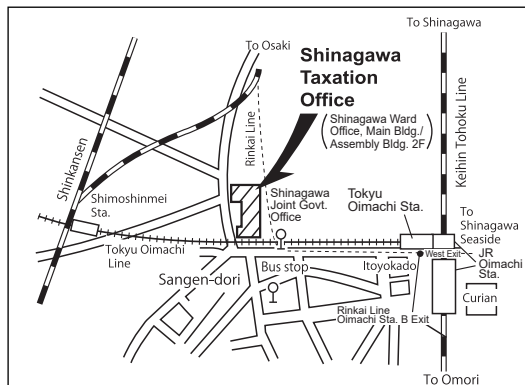 To Shinagawa
To Osaki
Shinagawa
Taxation
Office
(Shinagawa Ward
Office, Main Bldg./
Assembly Bldg. 2F)
Keihin Tohoku Line
Rinkai Line
Shinkansen
Shimoshinmei
Sta.
Shinagawa
Joint Govt.
Office
Tokyu
Oimachi Sta.
To
Shinagawa
Seaside
Tokyu Oimachi
Line
West Exit
JR
Oimachi
Sta.
Sangen-dori
Bus stop
Itoyokado
Curian
Rinkai Line
Oimachi Sta. B Exit
To Omori